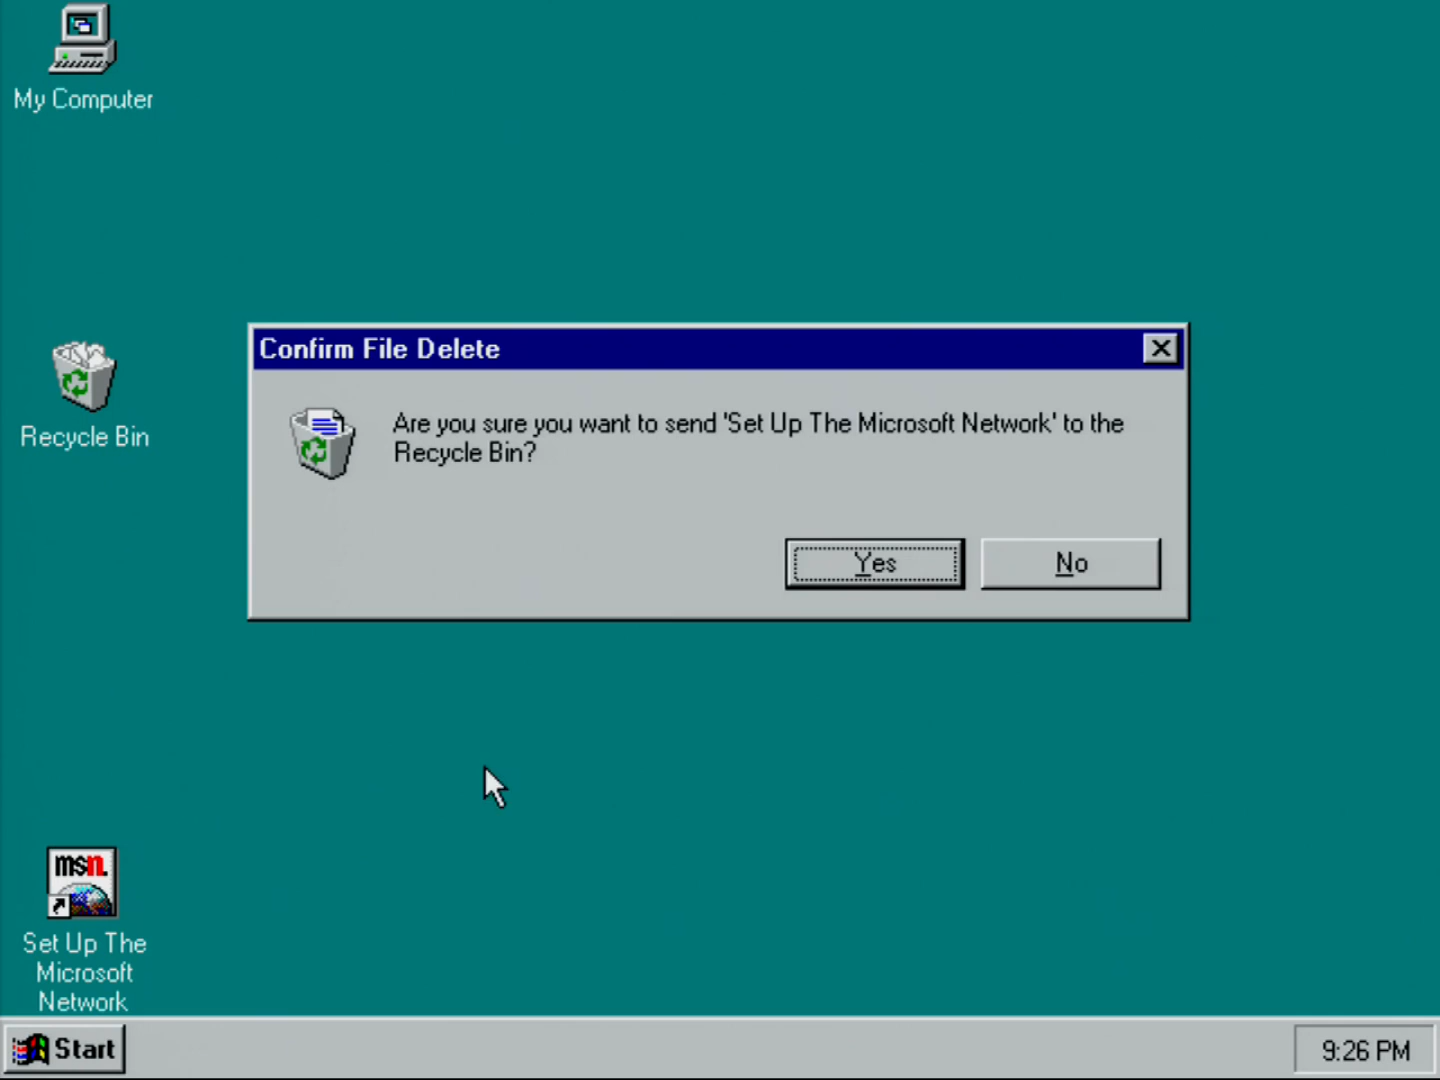 My Computer
Recycle Bin
Confirm File Delete
Are you sure you want to send 'Set Up The Microsoft Network' to the
Recycle Bin?
Yes
No
msn.
Set Up The
Microsoft
Network
Start
9:26 PM